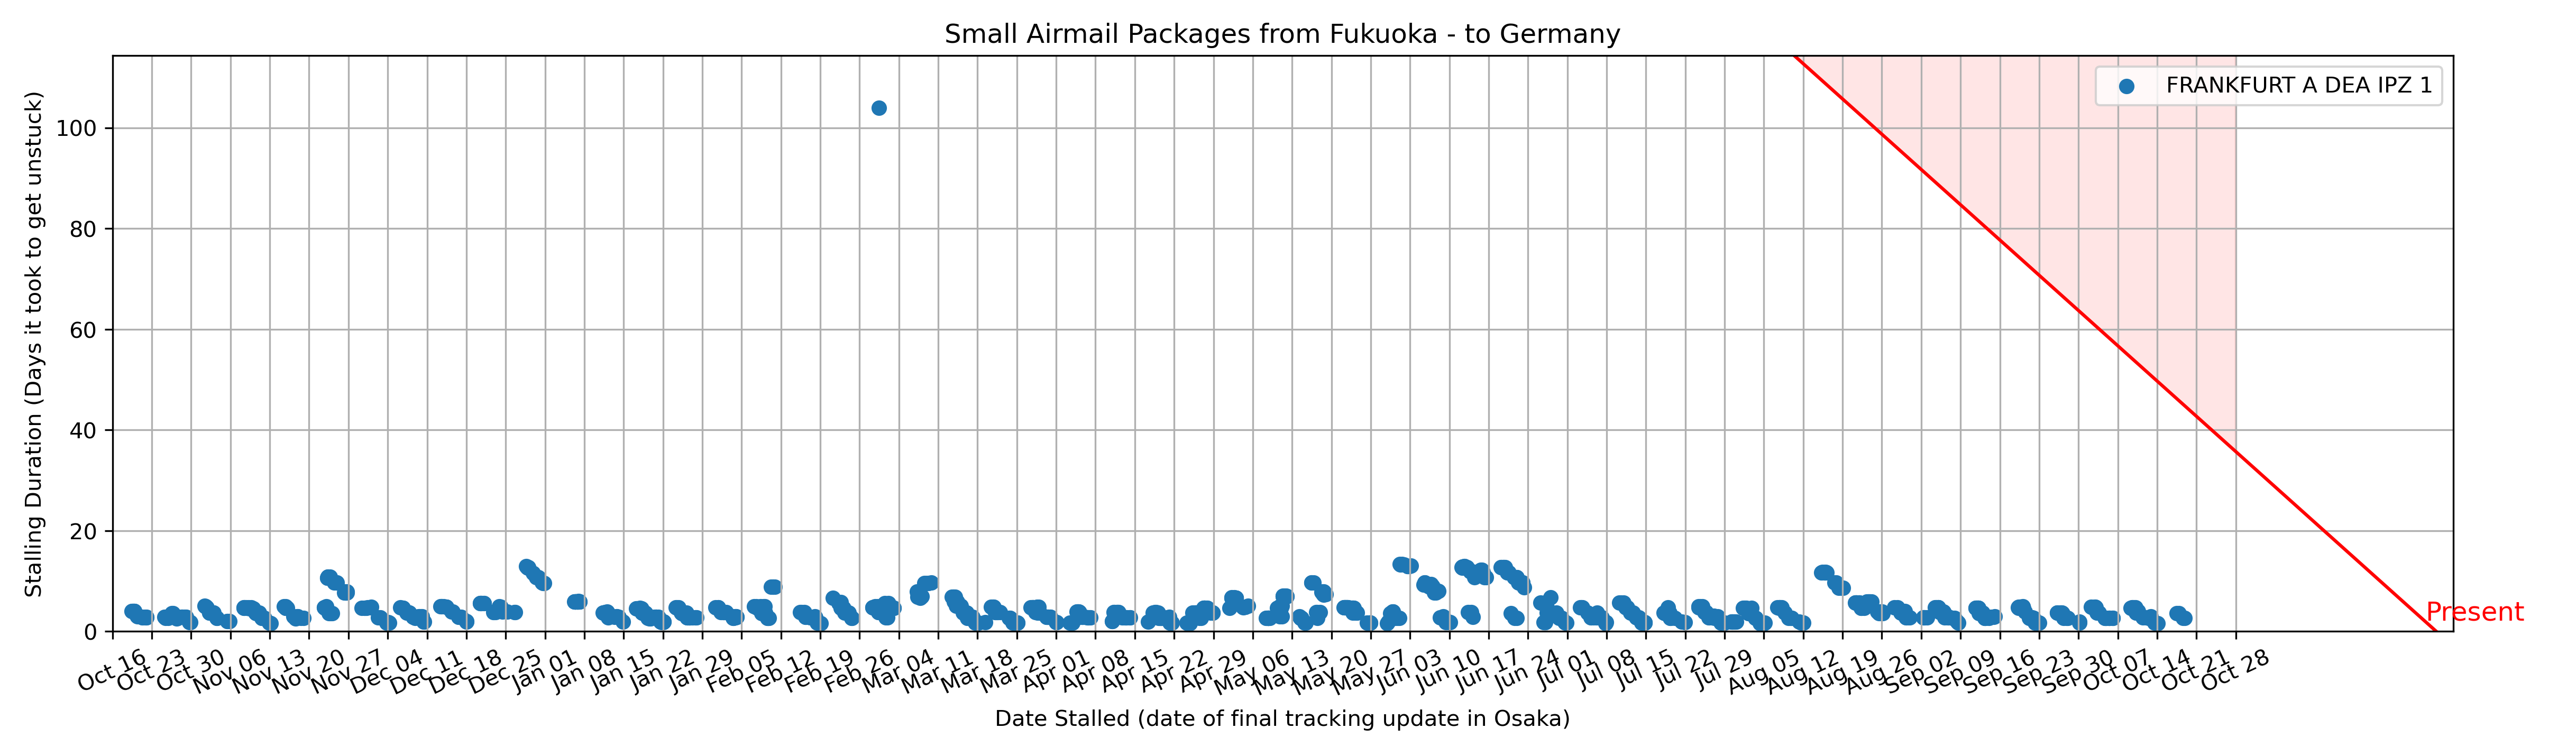 Small Airmail Packages from Fukuoka - to Germany
FRANKFURT A DEA IPZ 1
Stalling Duration (Days it took to get unstuck)
100
80
60
40
20
0
Present
Oct 16
Oct 23
Oct 30
Nov 06
Nov 13
Nov 20
Nov 27
Dec 04
Dec 11
Dec 18
Dec 25
Jan 01
Jan 08
Jan 15
Jan 22
Jan 29
Feb 05
Feb 12
Feb 19
Feb 26
Mar 04
Mar 11
Mar 18
Mar 25
Apr 01
Apr 08
Apr 15
Apr 22
Apr 29
May 06
May 13
May 20
May 27
Jun 03
Jun 10
Jun 17
Jun 24
Jul 01
Jul 08
Jul 15
Jul 22
Jul 29
Aug 05
Aug 12
Aug 19
Aug 26
Sep 02
Sep 09
Sep 16
Sep 23
Sep 30
Oct 07
Oct 14
Oct 21
Oct 28
Date Stalled (date of final tracking update in Osaka)